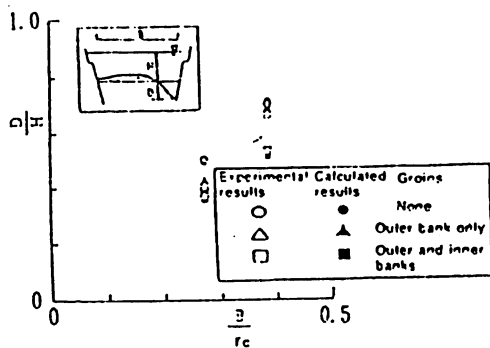 1.0
D
H
Experimental Calculated Groins
results results
None
Outer bank only
Outer and inner
banks
0
0
0.5
B
rc